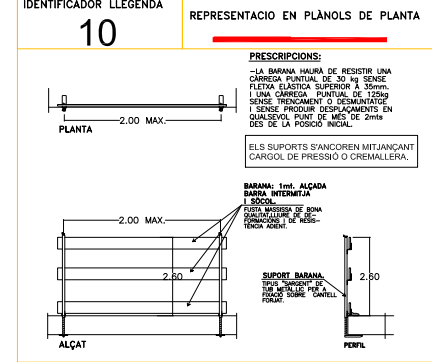 IDENTIFICADOR LLEGENDA
10
REPRESENTACIO EN PLÀNOLS DE PLANTA
PRESCRIPCIONS:
-LA BARANA HAURÀ DE RESISTIR UNA
CÀRREGA PUNTUAL DE 30 kg SENSE
FLETXA ELÀSTICA SUPERIOR A 35mm.
I UNA CÀRREGA PUNTUAL DE 125kg
SENSE TRENCAMENT O DESMUNTATGE
I SENSE PRODUIR DESPLAÇAMENTS EN
QUALSEVOL PUNT DE MÉS DE 2mts
DES DE LA POSICIÓ INICIAL.
2.00 MAX.
PLANTA
ELS SUPORTS S'ANCOREN MITJANÇANT
CARGOL DE PRESSIÓ O CREMALLERA.
BARANA: 1mt. ALÇADA
BARRA INTERMITJA
I SÒCOL.
FUSTA MASSISSA DE BONA
QUALITAT,LLIURE DE DE-
FORMACIONS I DE RESIS-
TÈNCIA ADIENT.
2.00 MAX.
2.60
SUPORT BARANA.
TIPUS "SARGENT" DE
TUB METÀL.LIC PER A
FIXACIÓ SOBRE CANTELL
FORJAT.
2.60
ALÇAT
PERFIL